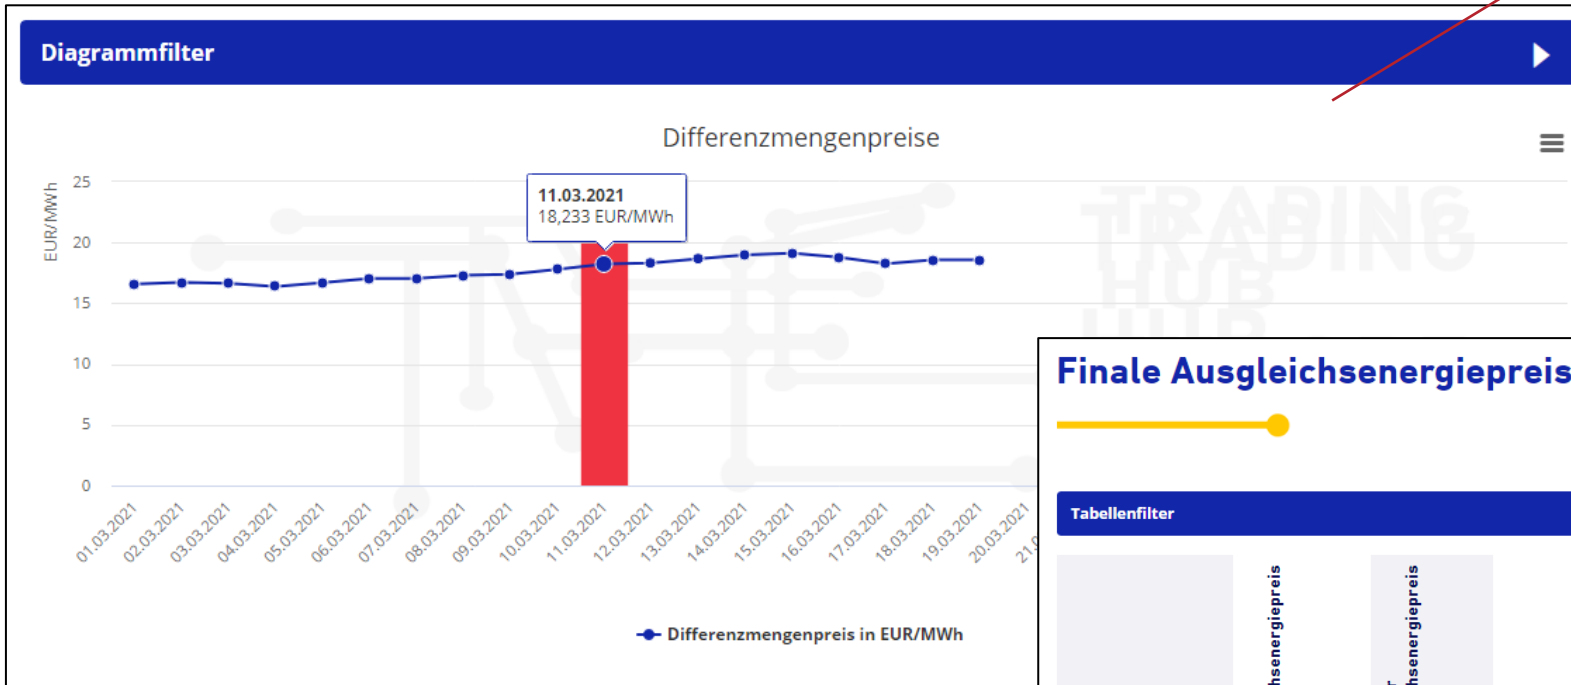 Diagrammfilter
Differenzmengenpreise
EUR/MWh
25
20
15
10
5
0
11.03.2021
18,233 EUR/MWh
TRADING
TRADING
HUB
HUB
01.03.2021
02.03.2021
03.03.2021
04.03.2021
05.03.2021
06.03.2021
07.03.2021
08.03.2021
09.03.2021
10.03.2021
11.03.2021
12.03.2021
13.03.2021
14.03.2021
15.03.2021
16.03.2021
17.03.2021
18.03.2021
19.03.2021
20.03.2021
Differenzmengenpreis in EUR/MWh
Finale Ausgleichsenergiepreis
Tabellenfilter
hsenergiepreis
hsenergiepreis